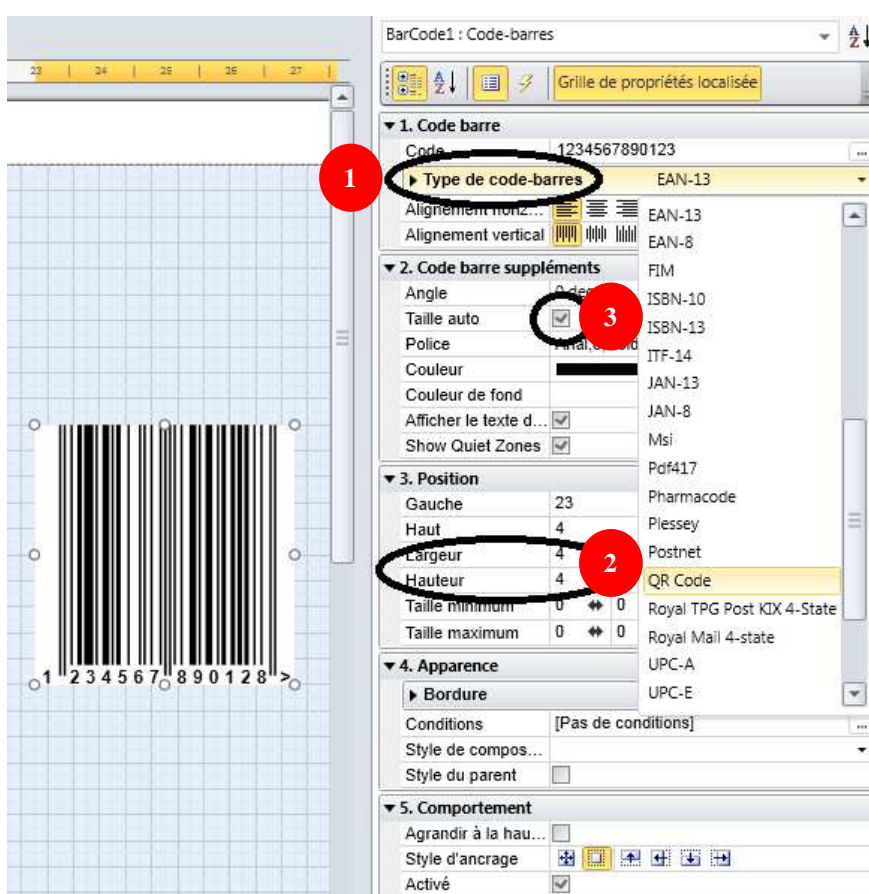 BarCode1 : Code-barres
23 24 25 26 27
Grille de propriétés localisée
1. Code barre
Code 1234567890123 ...
1
Type de code-barres EAN-13
Alignement horiz...
Alignement vertical
2. Code barre suppléments
Angle 0 deg
Taille auto
3
Police Arial,8,Bold
Couleur
Couleur de fond
Afficher le texte d...
Show Quiet Zones
3. Position
Gauche 23
Haut 4
Largeur 4
2
Hauteur 4
Taille minimum 0 0
Taille maximum 0 0
4. Apparence
Bordure
Conditions [Pas de conditions] ...
Style de compos...
Style du parent
5. Comportement
Agrandir à la hau...
Style d'ancrage
Activé
EAN-13
EAN-8
FIM
ISBN-10
ISBN-13
ITF-14
JAN-13
JAN-8
Msi
Pdf417
Pharmacode
Plessey
Postnet
QR Code
Royal TPG Post KIX 4-State
Royal Mail 4-state
UPC-A
UPC-E
1 234567 890128 >